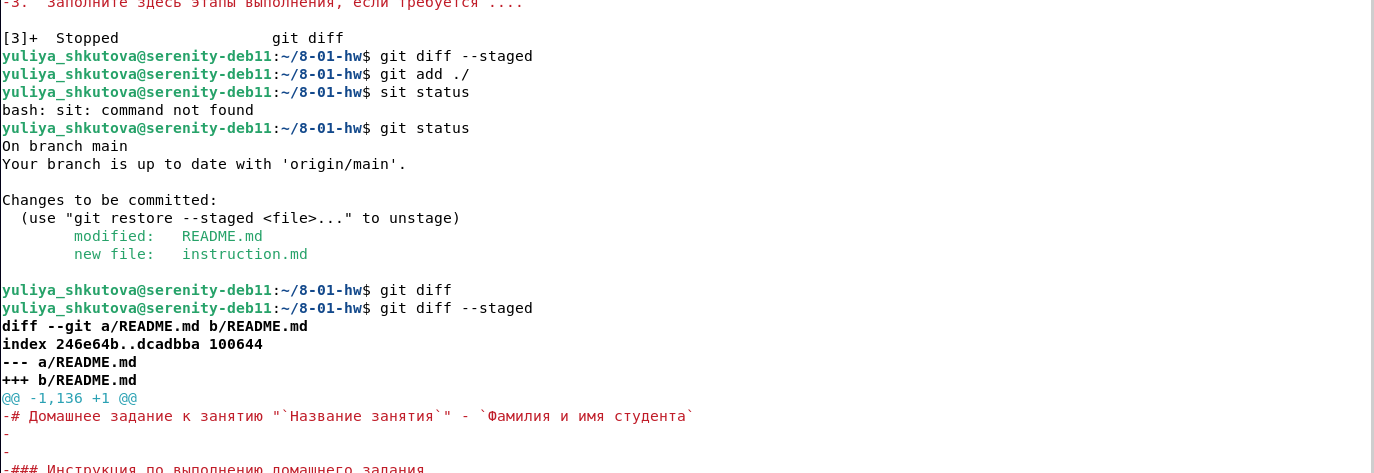 -3. `Заполните здесь этапы выполнения, если требуется ....`
[3]+  Stopped                 git diff
yuliya_shkutova@serenity-deb11:~/8-01-hw$ git diff --staged
yuliya_shkutova@serenity-deb11:~/8-01-hw$ git add ./
yuliya_shkutova@serenity-deb11:~/8-01-hw$ sit status
bash: sit: command not found
yuliya_shkutova@serenity-deb11:~/8-01-hw$ git status
On branch main
Your branch is up to date with 'origin/main'.
Changes to be committed:
  (use "git restore --staged <file>..." to unstage)
        modified:   README.md
        new file:   instruction.md
yuliya_shkutova@serenity-deb11:~/8-01-hw$ git diff
yuliya_shkutova@serenity-deb11:~/8-01-hw$ git diff --staged
diff --git a/README.md b/README.md
index 246e64b..dcadbba 100644
--- a/README.md
+++ b/README.md
@@ -1,136 +1 @@
-# Домашнее задание к занятию "`Название занятия`" - `Фамилия и имя студента`
-
-
-### Инструкция по выполнению домашнего задания